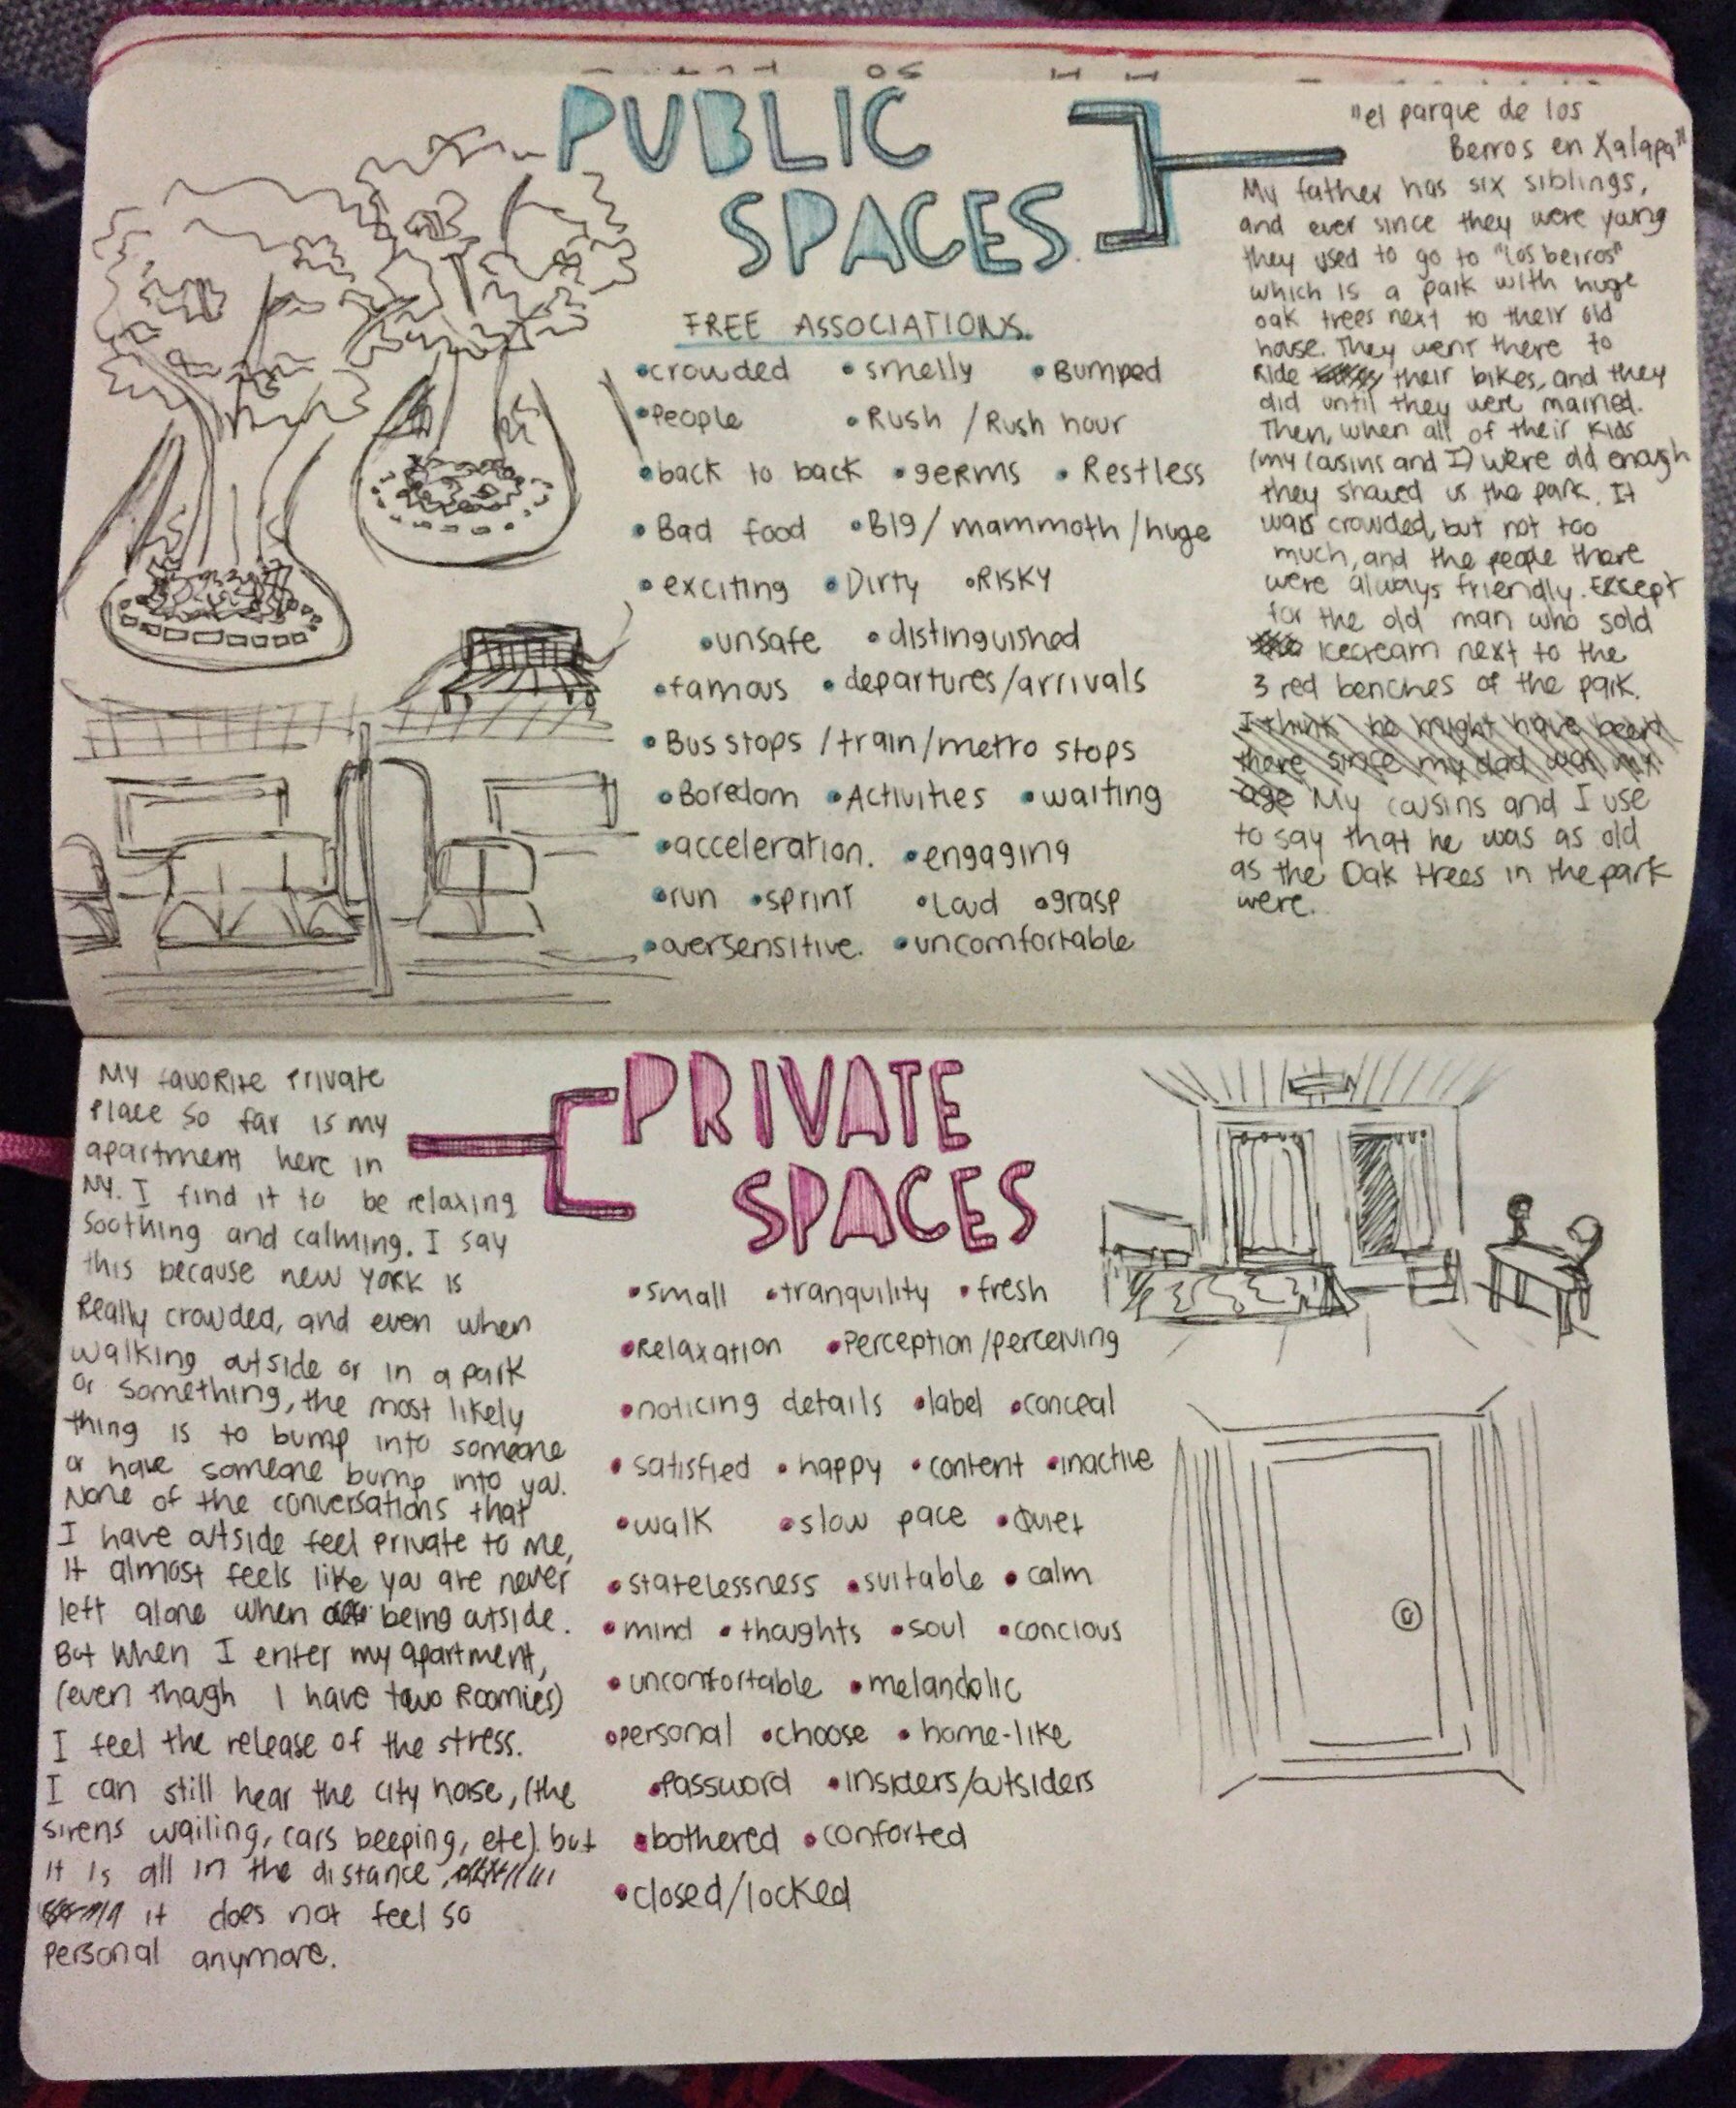 PUBLIC
SPACES.
FREE ASSOCIATIONS.
•crowded •smelly •Bumped
•People •Rush /Rush hour
•back to back •germs •Restless
•Bad food •Big/mammoth/huge
•exciting •Dirty •RISKY
•unsafe •distinguished
•famous •departures/arrivals
•Bus stops /train/metro stops
•Boredom •Activities •waiting
•acceleration. •engaging
•run •sprint •Loud •grasp
•oversensitive. •uncomfortable
"el parque de los
Berros en Xalapa"
My father has six siblings,
and ever since they were young
they used to go to "Los berros"
which is a park with huge
oak trees next to their old
house. They went there to
Ride their bikes, and they
did until they were married.
Then, when all of their kids
(my cousins and I) were old enough
they shared us the park. It
was crowded, but not too
much, and the people there
were always friendly. Except
for the old man who sold
icecream next to the
3 red benches of the park.
I think he might have been
there since my dad was my
age My cousins and I use
to say that he was as old
as the Oak trees in the park
were.
My favorite Private
Place so far is my
apartment here in
NY. I find it to be relaxing
soothing and calming. I say
this because new YORK is
Really crowded, and even when
walking outside or in a park
or something, the most likely
thing is to bump into someone
or have someone bump into you.
None of the conversations that
I have outside feel private to me,
it almost feels like you are never
left alone when being outside.
But when I enter my apartment,
(even though I have two Roomies)
I feel the release of the stress.
I can still hear the city noise, (the
sirens wailing, cars beeping, etc) but
it is all in the distance,
it does not feel so
personal anymore.
PRIVATE
SPACES
•small •tranquility •fresh
•Relaxation •Perception/perceiving
•noticing details •label •conceal
•satisfied •happy •content •inactive
•walk •slow pace •Quiet
•statelessness •suitable •calm
•mind •thoughts •soul •concious
•uncomfortable •melancolic
•personal •choose •home-like
•Password •insiders/outsiders
•bothered •conforted
•closed/locked